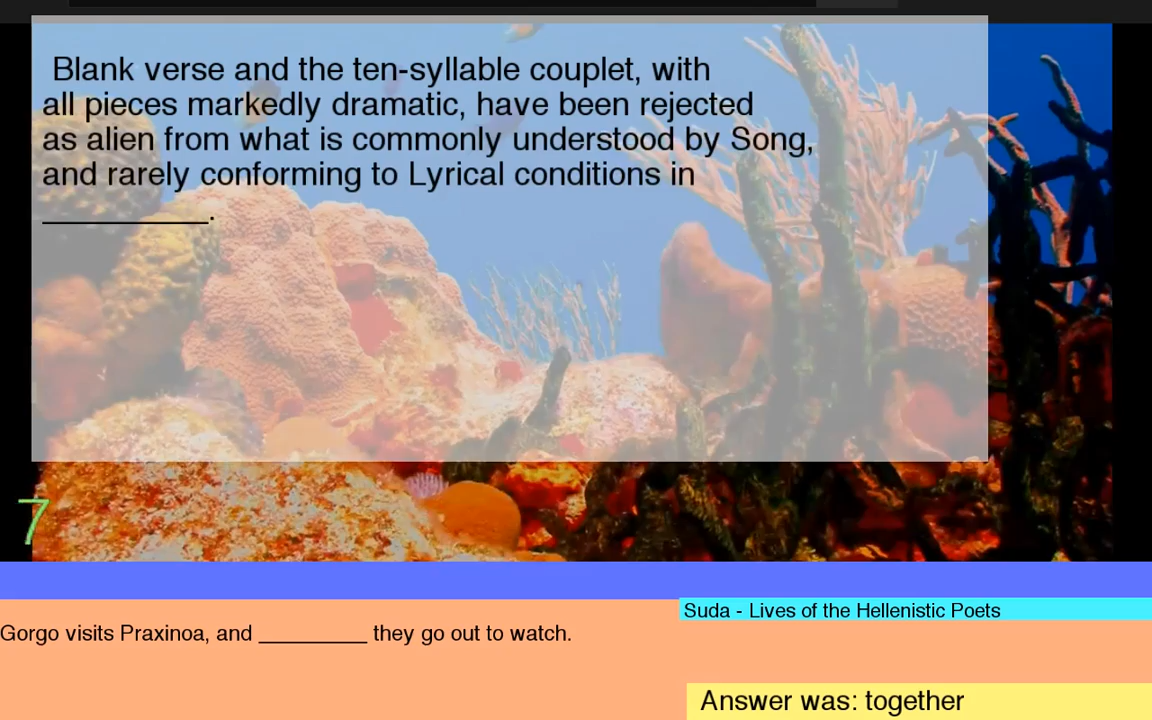 Blank verse and the ten-syllable couplet, with
all pieces markedly dramatic, have been rejected
as alien from what is commonly understood by Song,
and rarely conforming to Lyrical conditions in
__________.
7
Suda - Lives of the Hellenistic Poets
Gorgo visits Praxinoa, and _________ they go out to watch.
Answer was: together